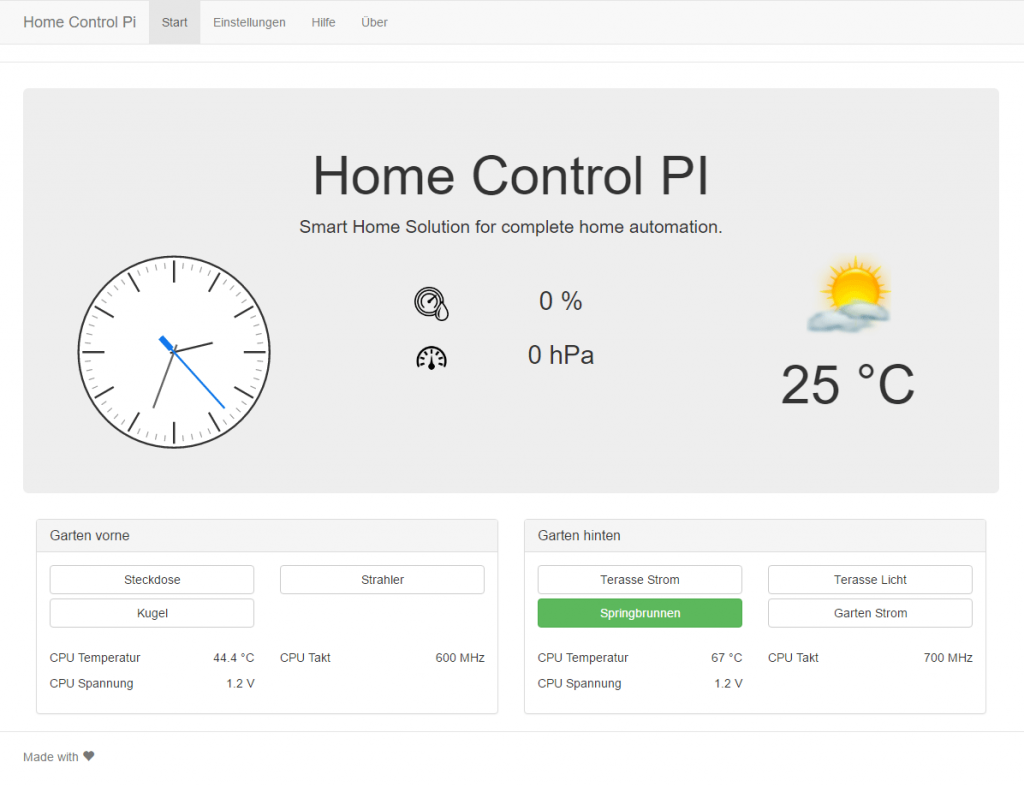 Home Control Pi Start Einstellungen Hilfe Über
Home Control PI
Smart Home Solution for complete home automation.
0 %
0 hPa
25 °C
Garten vorne
Steckdose Strahler
Kugel
CPU Temperatur 44.4 °C CPU Takt 600 MHz
CPU Spannung 1.2 V
Garten hinten
Terasse Strom Terasse Licht
Springbrunnen Garten Strom
CPU Temperatur 67 °C CPU Takt 700 MHz
CPU Spannung 1.2 V
Made with ♥